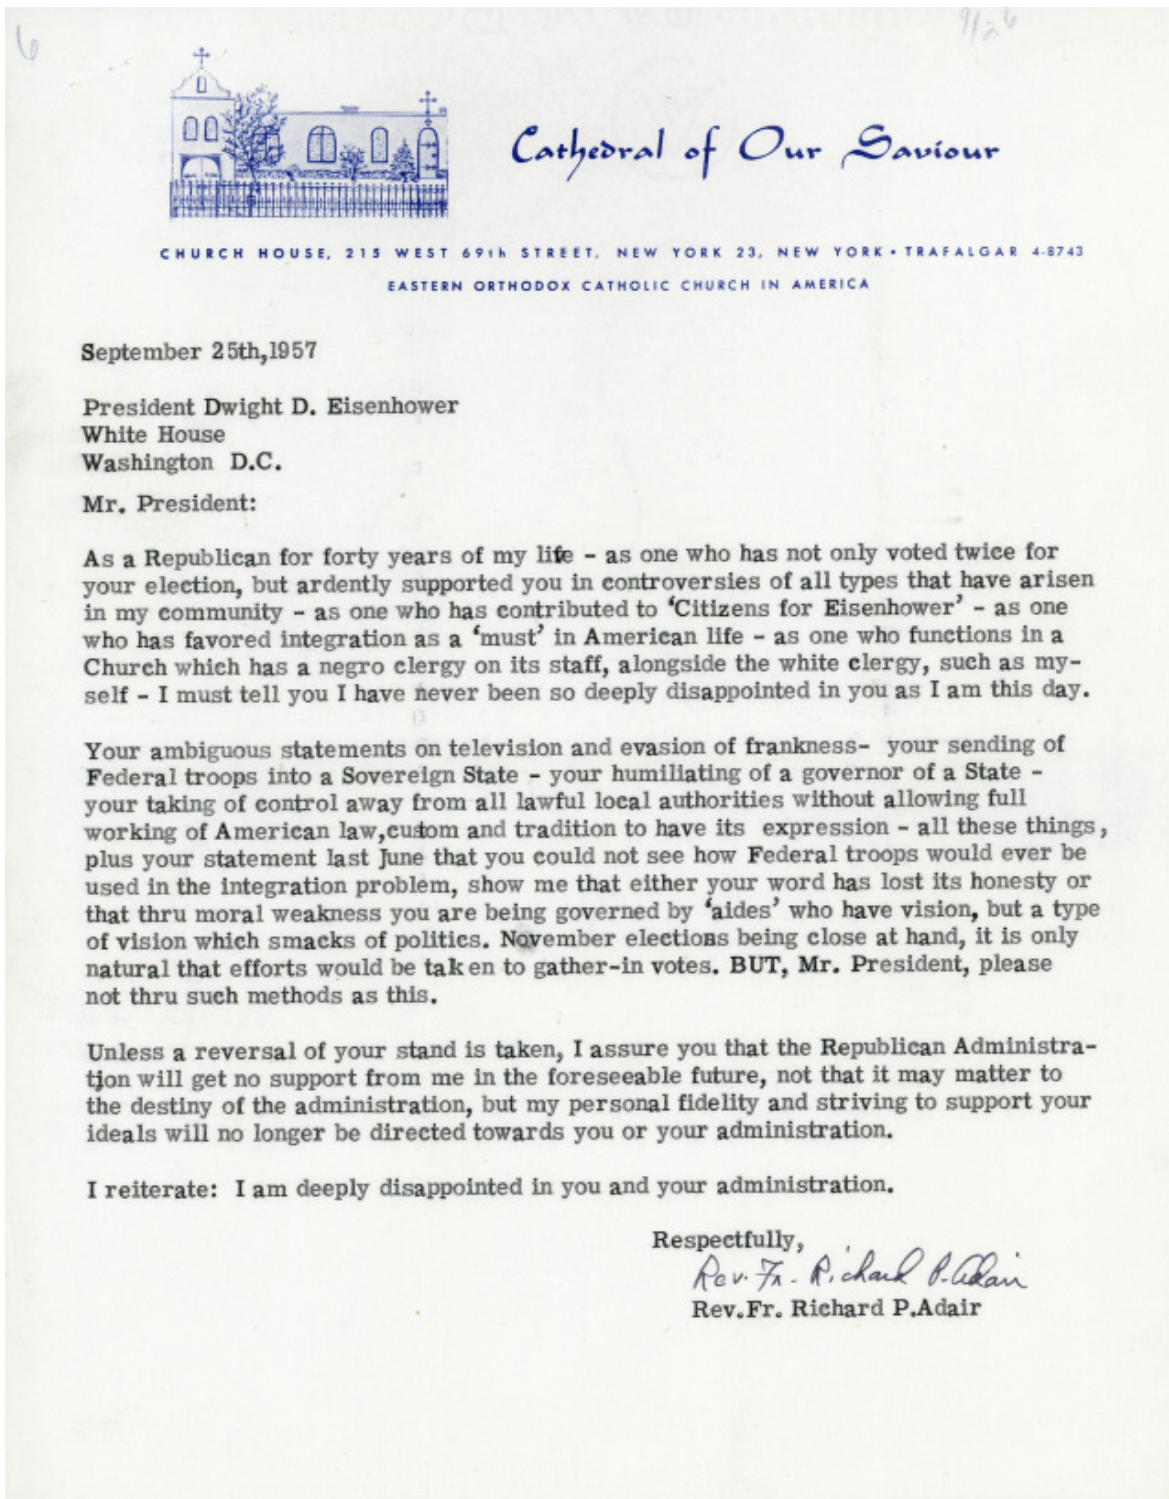 6
9/26
Cathedral of Our Saviour
CHURCH HOUSE, 215 WEST 69th STREET, NEW YORK 23, NEW YORK • TRAFALGAR 4-8743
EASTERN ORTHODOX CATHOLIC CHURCH IN AMERICA
September 25th,1957
President Dwight D. Eisenhower
White House
Washington D.C.
Mr. President:
As a Republican for forty years of my life - as one who has not only voted twice for
your election, but ardently supported you in controversies of all types that have arisen
in my community - as one who has contributed to 'Citizens for Eisenhower' - as one
who has favored integration as a 'must' in American life - as one who functions in a
Church which has a negro clergy on its staff, alongside the white clergy, such as my-
self - I must tell you I have never been so deeply disappointed in you as I am this day.
Your ambiguous statements on television and evasion of frankness- your sending of
Federal troops into a Sovereign State - your humiliating of a governor of a State -
your taking of control away from all lawful local authorities without allowing full
working of American law,custom and tradition to have its expression - all these things,
plus your statement last June that you could not see how Federal troops would ever be
used in the integration problem, show me that either your word has lost its honesty or
that thru moral weakness you are being governed by 'aides' who have vision, but a type
of vision which smacks of politics. November elections being close at hand, it is only
natural that efforts would be taken to gather-in votes. BUT, Mr. President, please
not thru such methods as this.
Unless a reversal of your stand is taken, I assure you that the Republican Administra-
tion will get no support from me in the foreseeable future, not that it may matter to
the destiny of the administration, but my personal fidelity and striving to support your
ideals will no longer be directed towards you or your administration.
I reiterate: I am deeply disappointed in you and your administration.
Respectfully,
Rev. Fr. Richard P. Adair
Rev.Fr. Richard P.Adair